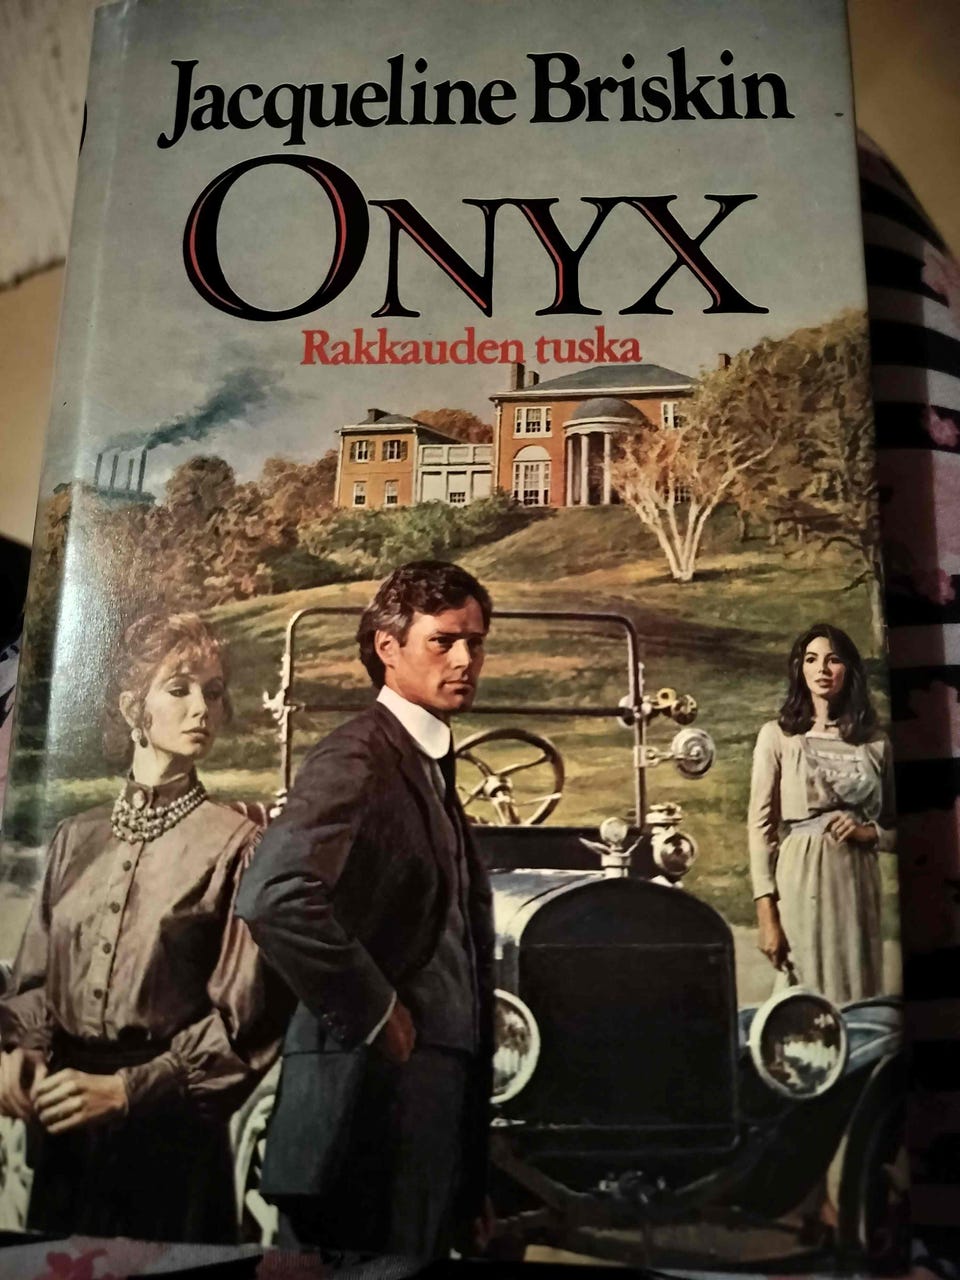 Jacqueline Briskin
ONYX
Rakkauden tuska